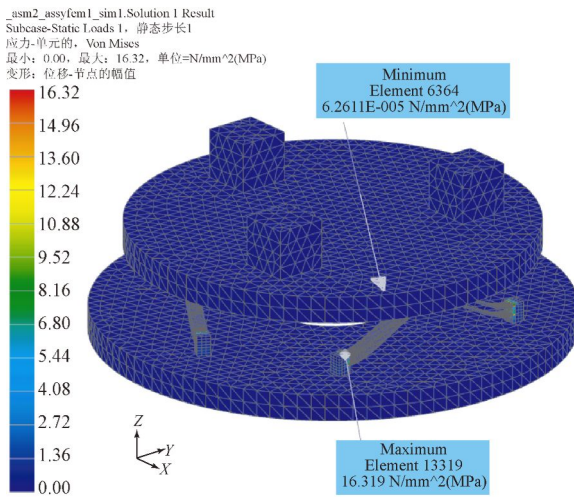 _asm2_assyfem1_sim1.Solution 1 Result
Subcase-Static Loads 1，静态步长1
应力-单元的，Von Mises
最小：0.00，最大：16.32，单位=N/mm^2(MPa)
变形：位移-节点的幅值
16.32
14.96
13.60
12.24
10.88
9.52
8.16
6.80
5.44
4.08
2.72
1.36
0.00
Minimum
Element 6364
6.2611E-005 N/mm^2(MPa)
Z
Y
X
Maximum
Element 13319
16.319 N/mm^2(MPa)